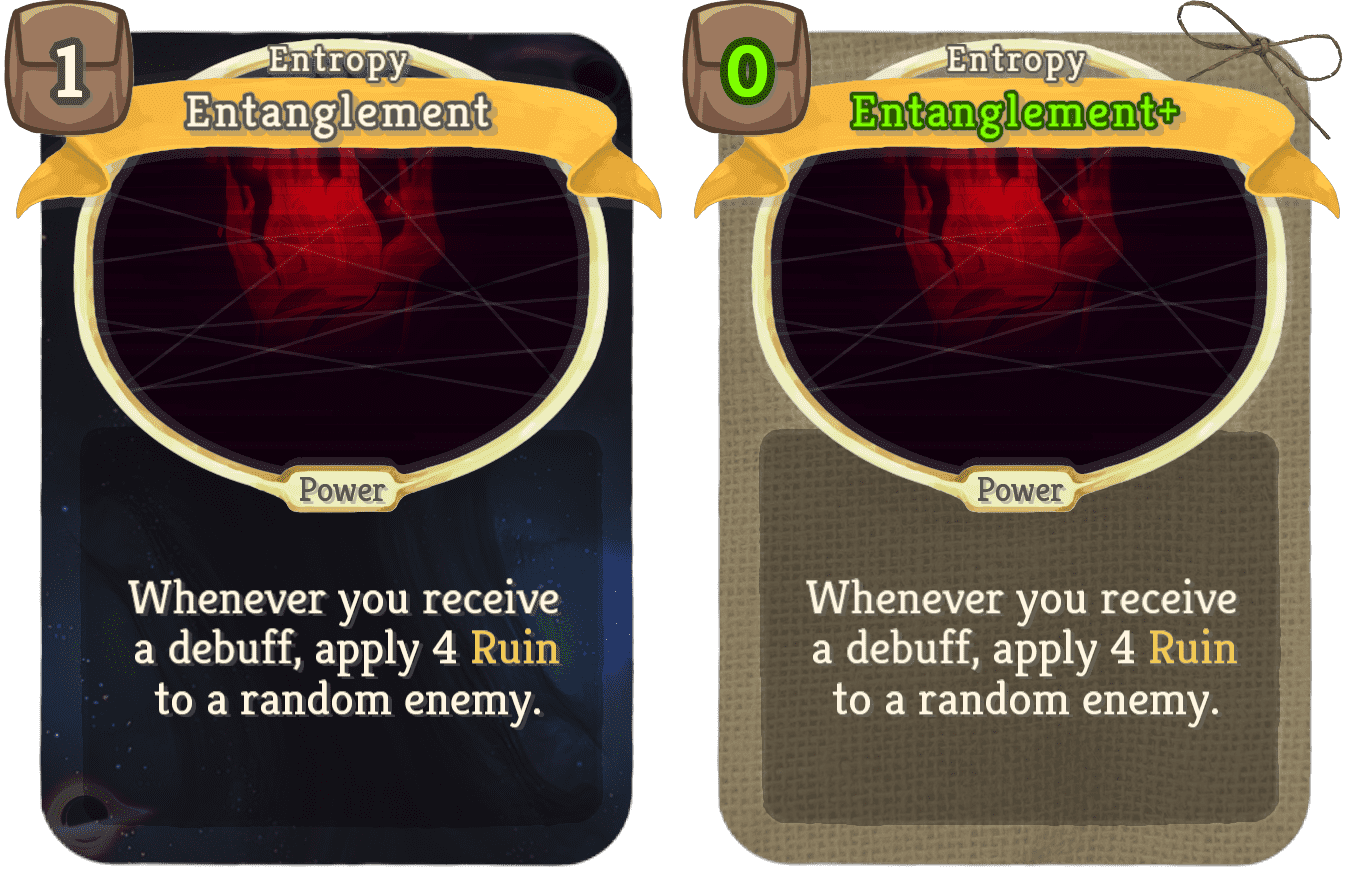 1
Entropy
Entanglement
Power
Whenever you receive
a debuff, apply 4 Ruin
to a random enemy.
0
Entropy
Entanglement+
Power
Whenever you receive
a debuff, apply 4 Ruin
to a random enemy.